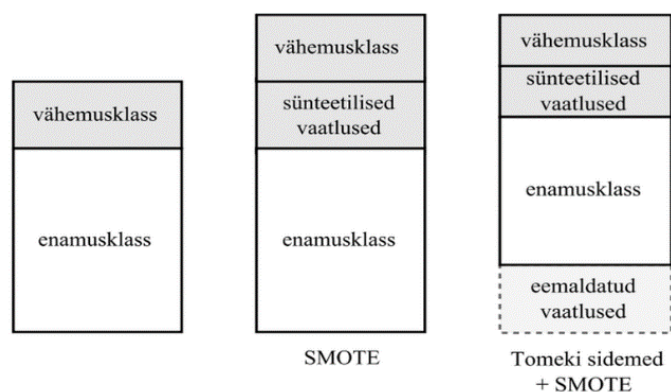 vähemusklass
enamusklass
vähemusklass
sünteetilised
vaatlused
enamusklass
SMOTE
vähemusklass
sünteetilised
vaatlused
enamusklass
eemaldatud
vaatlused
Tomeki sidemed
+ SMOTE